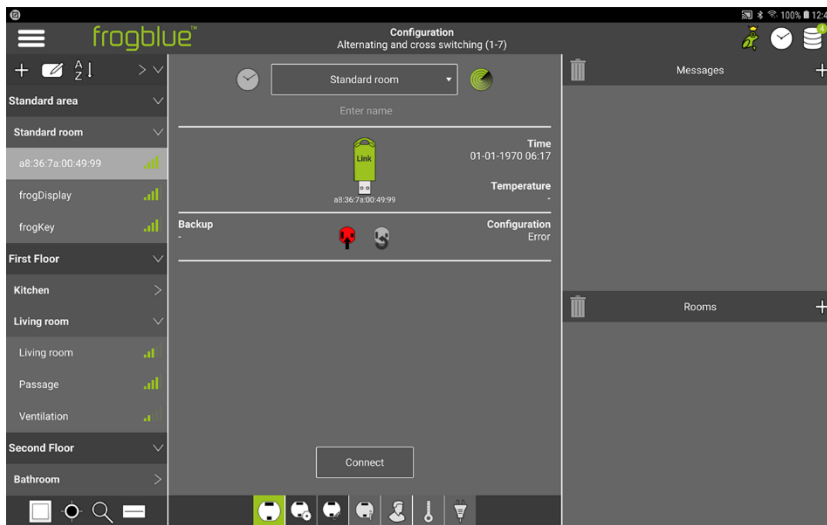 100% 12:4
frogblue™
Configuration
Alternating and cross switching (1-7)
4
A
Z
Standard area
Standard room
a8:36:7a:00:49:99
frogDisplay
frogKey
First Floor
Kitchen
Living room
Living room
Passage
Ventilation
Second Floor
Bathroom
Standard room
Enter name
Link
a8:36:7a:00:49:99
Time
01-01-1970 06:17
Temperature
-
Backup
-
Configuration
Error
Connect
Messages
Rooms